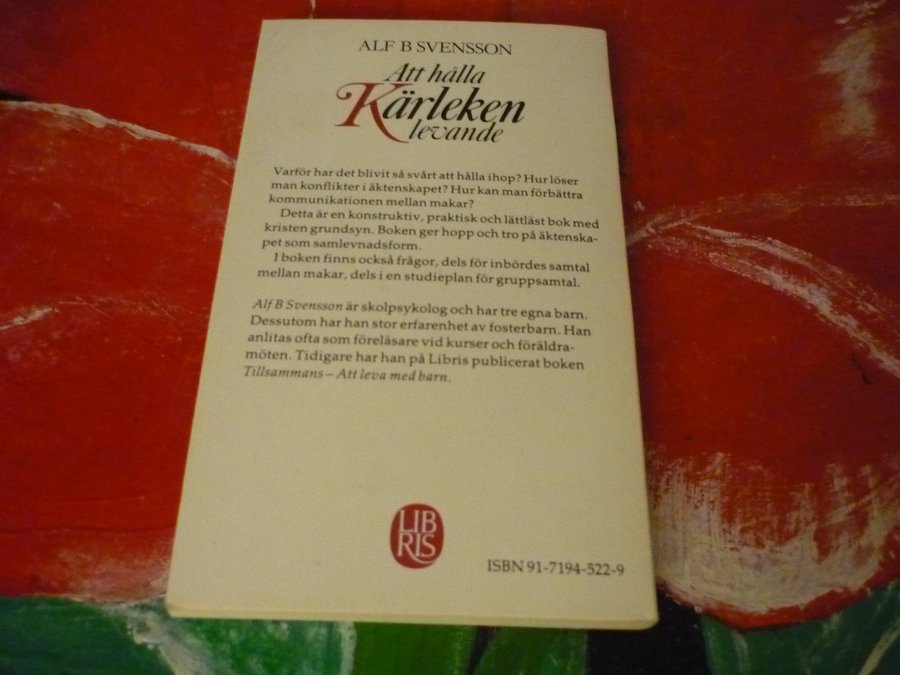 ALF B SVENSSON
Att hålla
Kärleken
levande
Varför har det blivit så svårt att hålla ihop? Hur löser
man konflikter i äktenskapet? Hur kan man förbättra
kommunikationen mellan makar?
Detta är en konstruktiv, praktisk och lättläst bok med
kristen grundsyn. Boken ger hopp och tro på äktenska-
pet som samlevnadsform.
I boken finns också frågor, dels för inbördes samtal
mellan makar, dels i en studieplan för gruppsamtal.
Alf B Svensson är skolpsykolog och har tre egna barn.
Dessutom har han stor erfarenhet av fosterbarn. Han
anlitas ofta som föreläsare vid kurser och föräldra-
möten. Tidigare har han på Libris publicerat boken
Tillsammans – Att leva med barn.
LIB
RIS
ISBN 91-7194-522-9